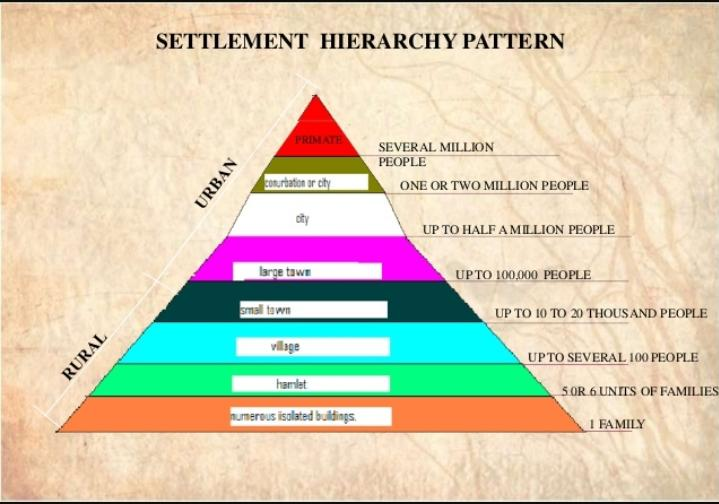 SETTLEMENT HIERARCHY PATTERN
PRIMATE
SEVERAL MILLION
PEOPLE
conurbation or city
ONE OR TWO MILLION PEOPLE
URBAN
city
UP TO HALF A MILLION PEOPLE
large town
UP TO 100,000 PEOPLE
small town
UP TO 10 TO 20 THOUSAND PEOPLE
RURAL
village
UP TO SEVERAL 100 PEOPLE
hamlet
5 0R 6 UNITS OF FAMILIES
numerous isolated buildings.
1 FAMILY